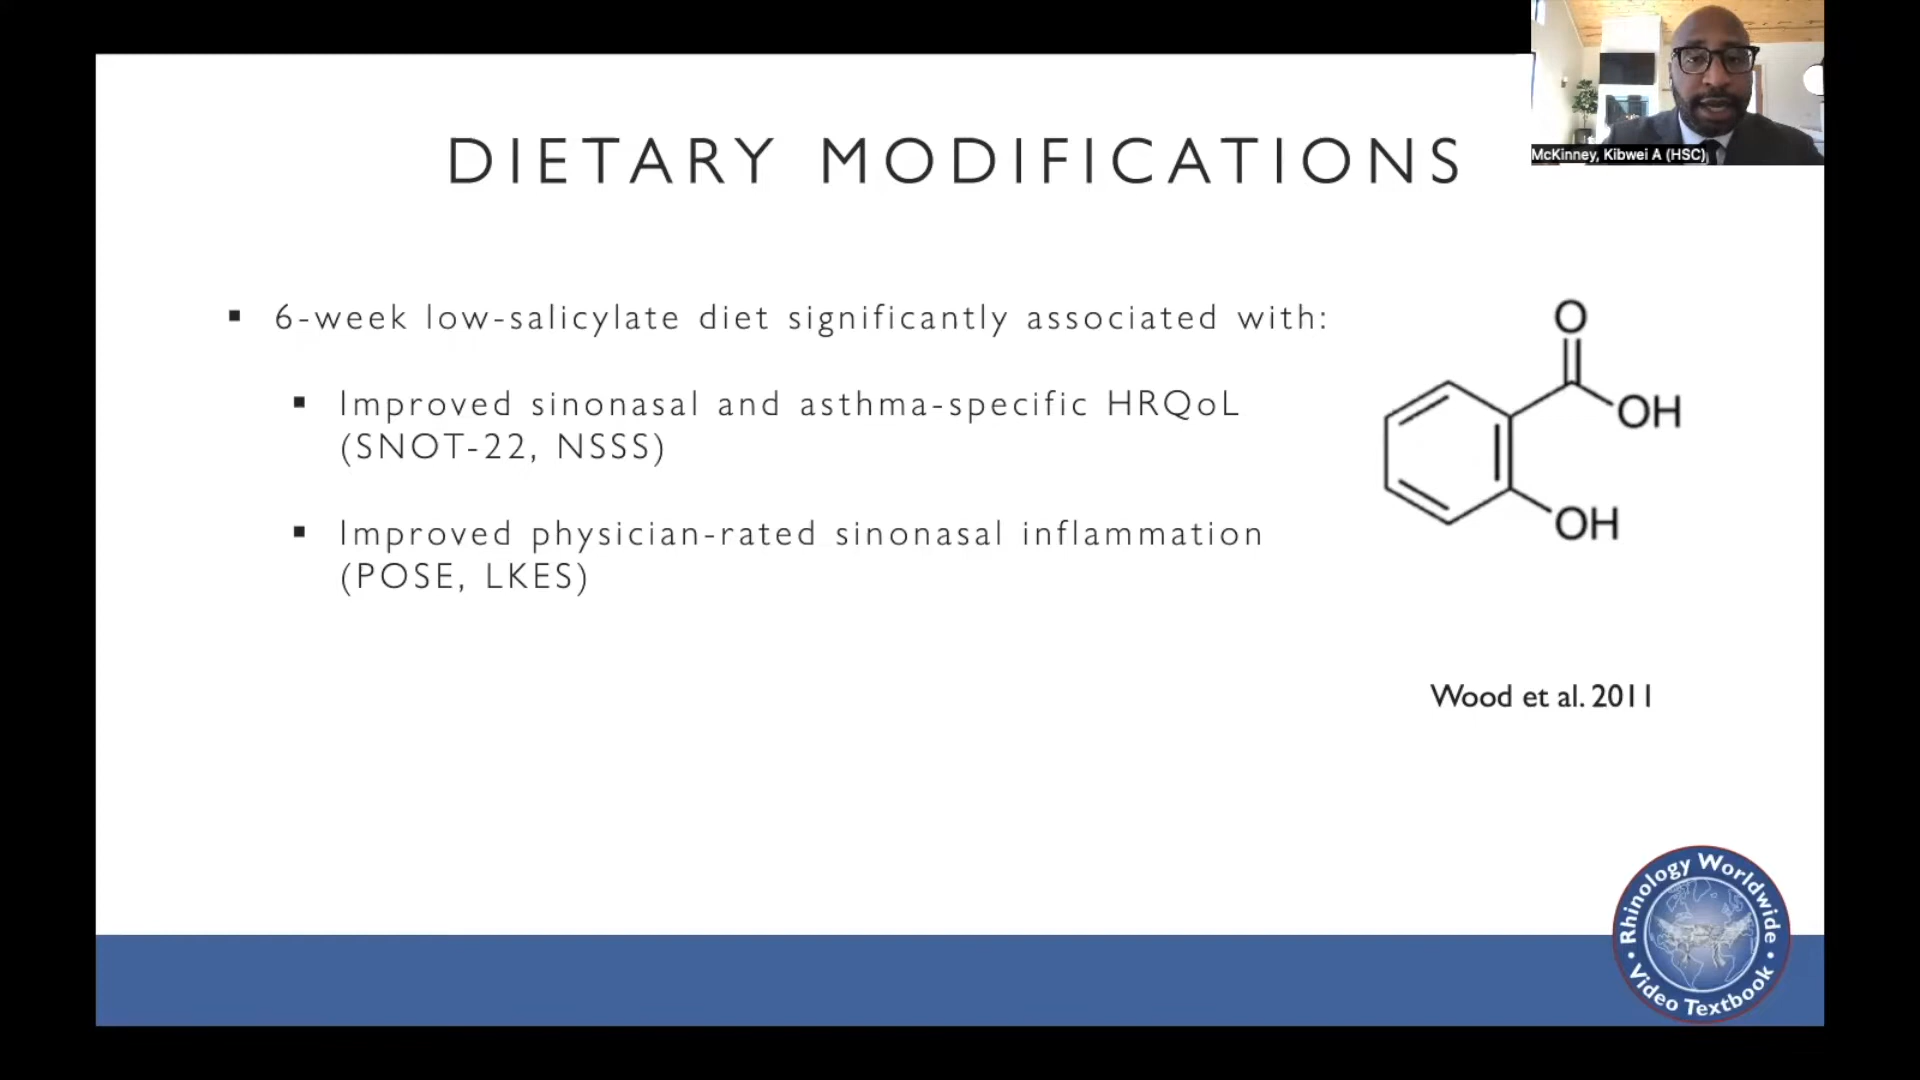 McKinney, Kibwei A (HSC)
DIETARY MODIFICATIONS
▪ 6-week low-salicylate diet significantly associated with:
▪ Improved sinonasal and asthma-specific HRQoL
(SNOT-22, NSSS)
▪ Improved physician-rated sinonasal inflammation
(POSE, LKES)
O
OH
OH
Wood et al. 2011
Rhinology Worldwide
• Video Textbook •